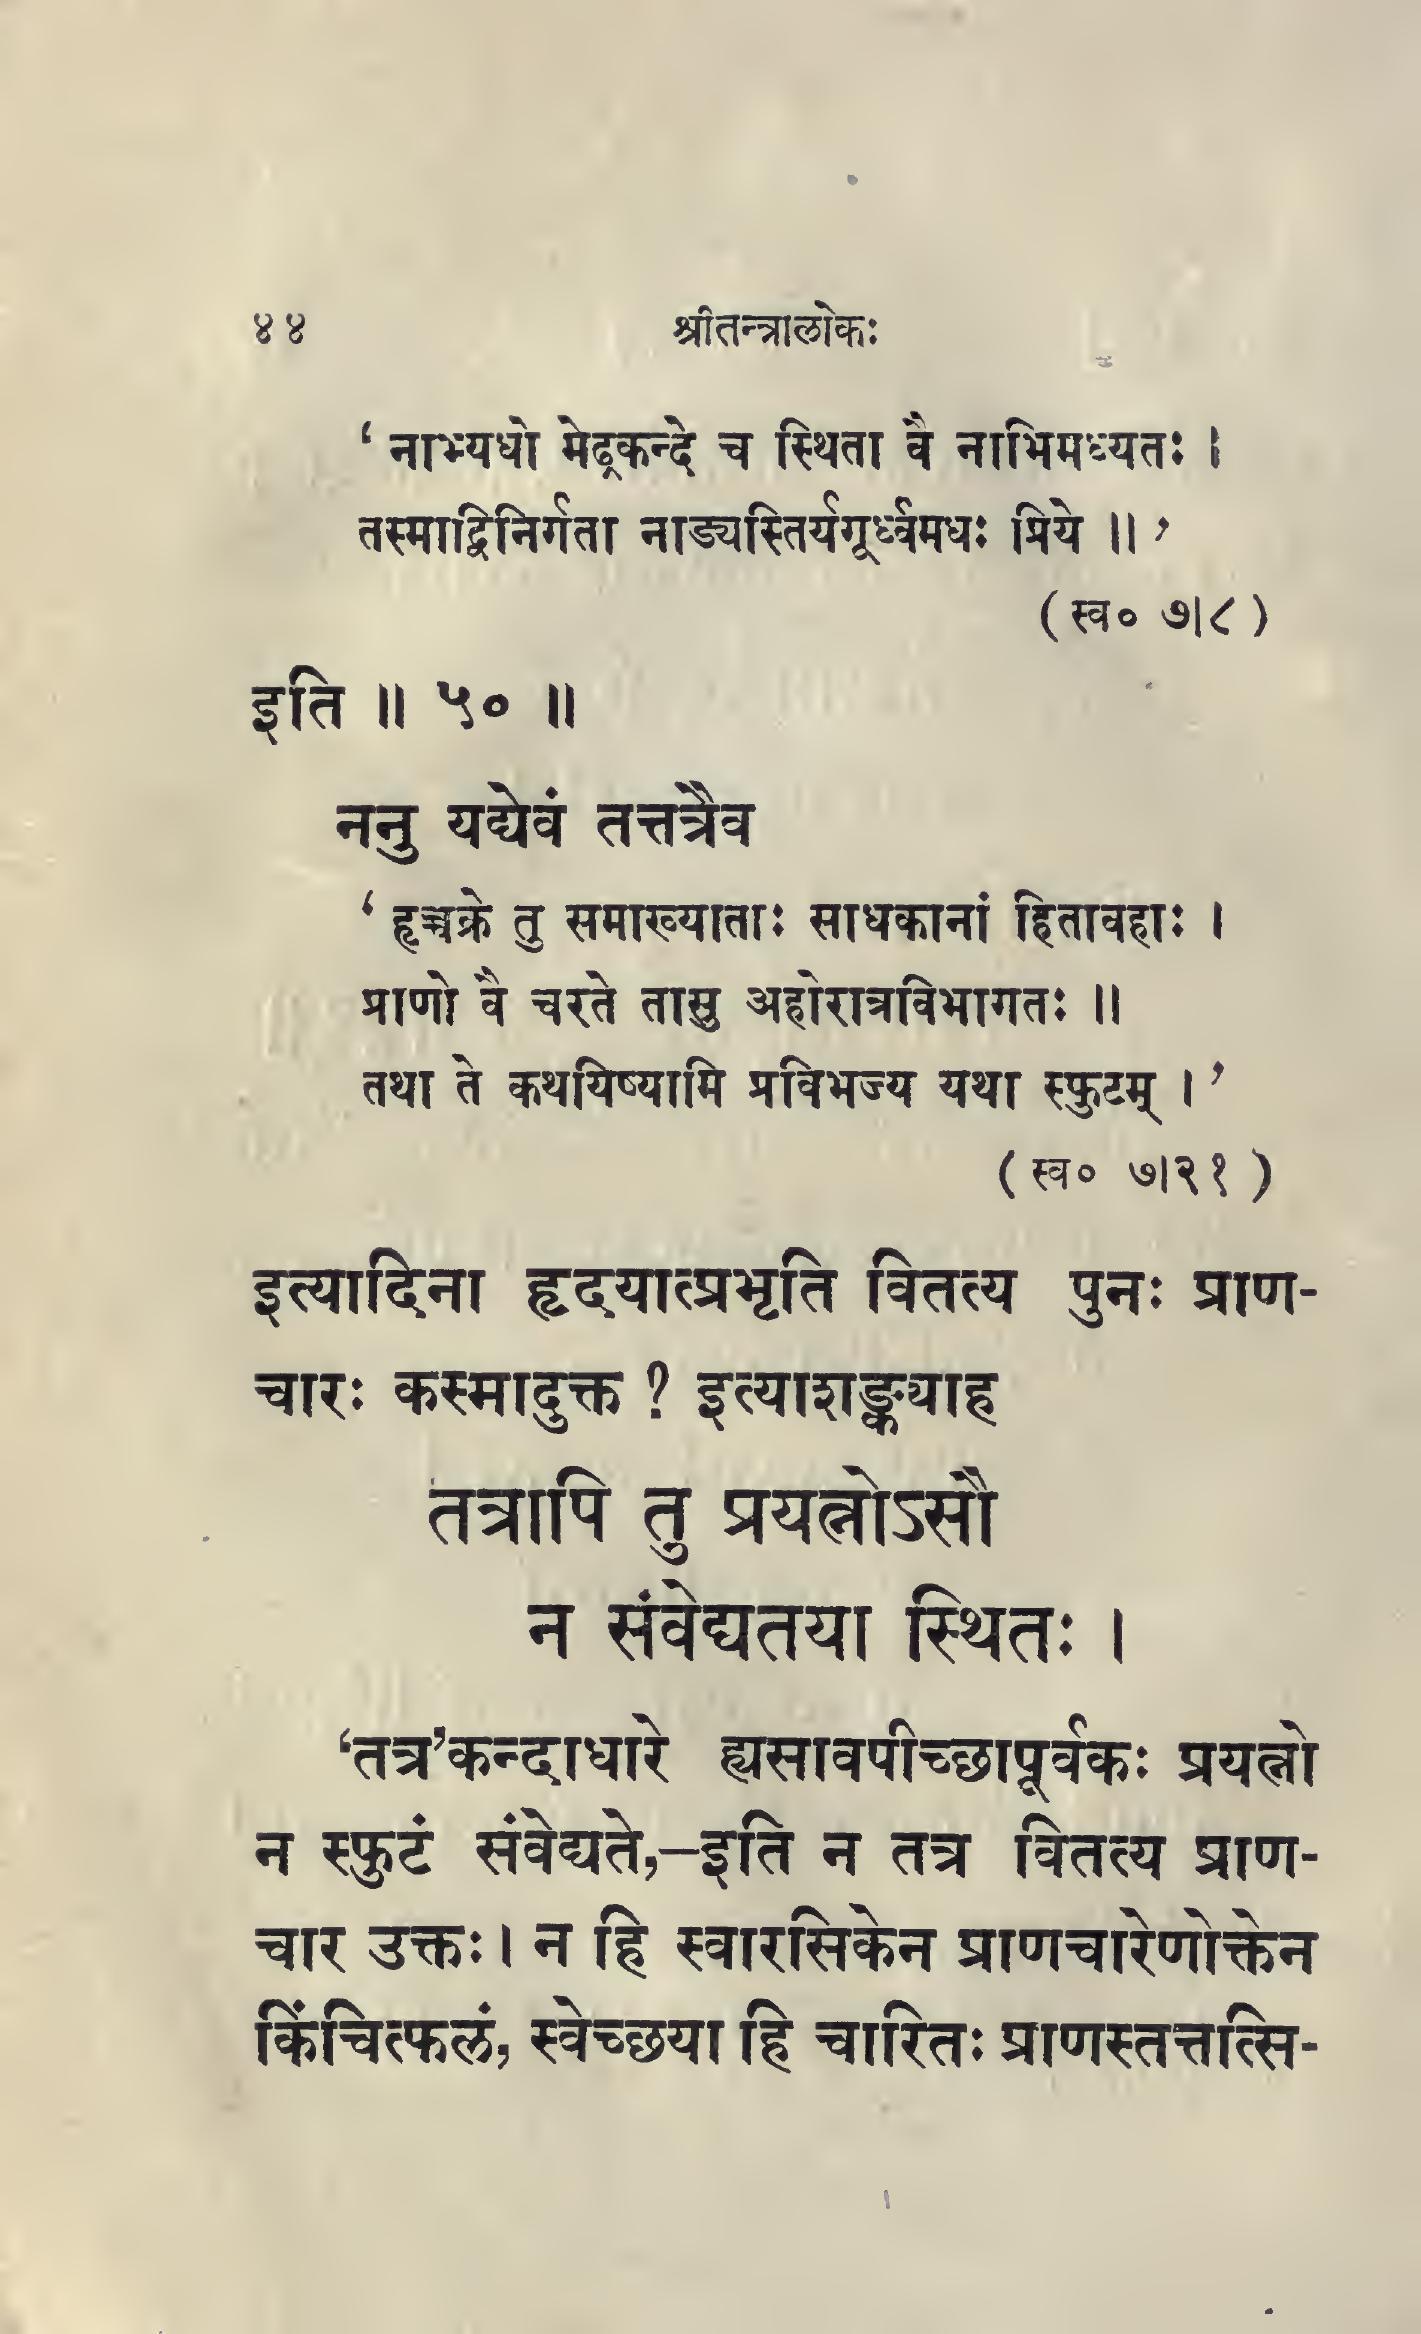 ४४ श्रीतन्त्रालोकः
‘ नाभ्यधो मेढ्रकन्दे च स्थिता वै नाभिमध्यतः ।
तस्माद्विनिर्गता नाड्यस्तिर्यगूर्ध्वमधः प्रिये ॥ ’
( स्व० ७।८ )
इति ॥ ५० ॥
ननु यद्येवं तत्तत्रैव
‘ हृच्चक्रे तु समाख्याताः साधकानां हितावहाः ।
प्राणो वै चरते तासु अहोरात्रविभागतः ॥
तथा ते कथयिष्यामि प्रविभज्य यथा स्फुटम् । ’
( स्व० ७।२१ )
इत्यादिना हृदयात्प्रभृति वितत्य पुनः प्राण-
चारः कस्मादुक्त ? इत्याशङ्क्याह
तत्रापि तु प्रयत्नोऽसौ
न संवेद्यतया स्थितः ।
‘तत्र’कन्दाधारे ह्यसावपीच्छापूर्वकः प्रयत्नो
न स्फुटं संवेद्यते,—इति न तत्र वितत्य प्राण-
चार उक्तः। न हि स्वारसिकेन प्राणचारेणोक्तेन
किंचित्फलं, स्वेच्छया हि चारितः प्राणस्तत्तत्सि-